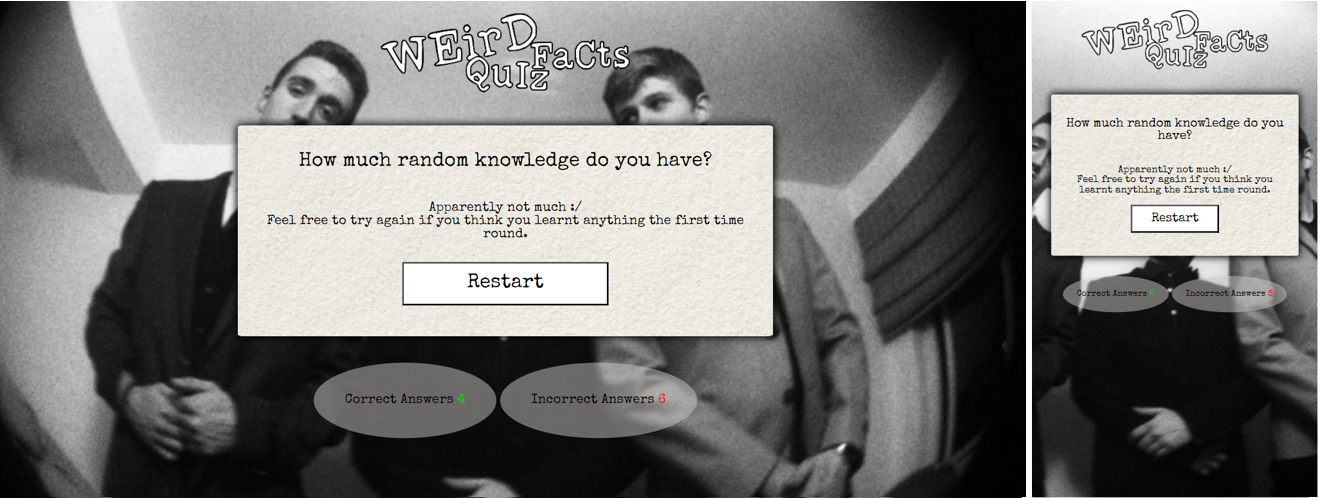 WEirD
FaCts
QuIz
How much random knowledge do you have?
Apparently not much :/
Feel free to try again if you think you learnt anything the first time
round.
Restart
Correct Answers 4
Incorrect Answers 6
WEirD
FaCts
QuIz
How much random knowledge do you
have?
Apparently not much :/
Feel free to try again if you think you
learnt anything the first time round.
Restart
Correct Answers
Incorrect Answers